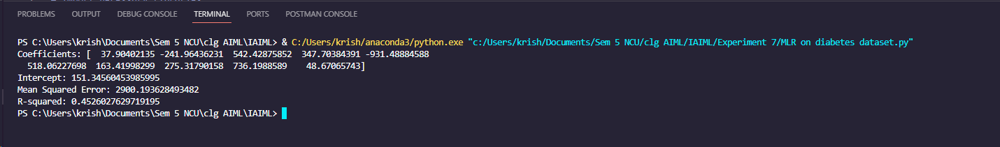 PROBLEMS OUTPUT DEBUG CONSOLE TERMINAL PORTS POSTMAN CONSOLE
PS C:\Users\krish\Documents\Sem 5 NCU\clg AIML\IAIML> & C:/Users/krish/anaconda3/python.exe "c:/Users/krish/Documents/Sem 5 NCU/clg AIML/IAIML/Experiment 7/MLR on diabetes dataset.py"
Coefficients: [  37.90402135 -241.96436231  542.42875852  347.70384391 -931.48884588
  518.06227698  163.41998299  275.31790158  736.1988589    48.67065743]
Intercept: 151.34560453985995
Mean Squared Error: 2900.193628493482
R-squared: 0.4526027629719195
PS C:\Users\krish\Documents\Sem 5 NCU\clg AIML\IAIML>